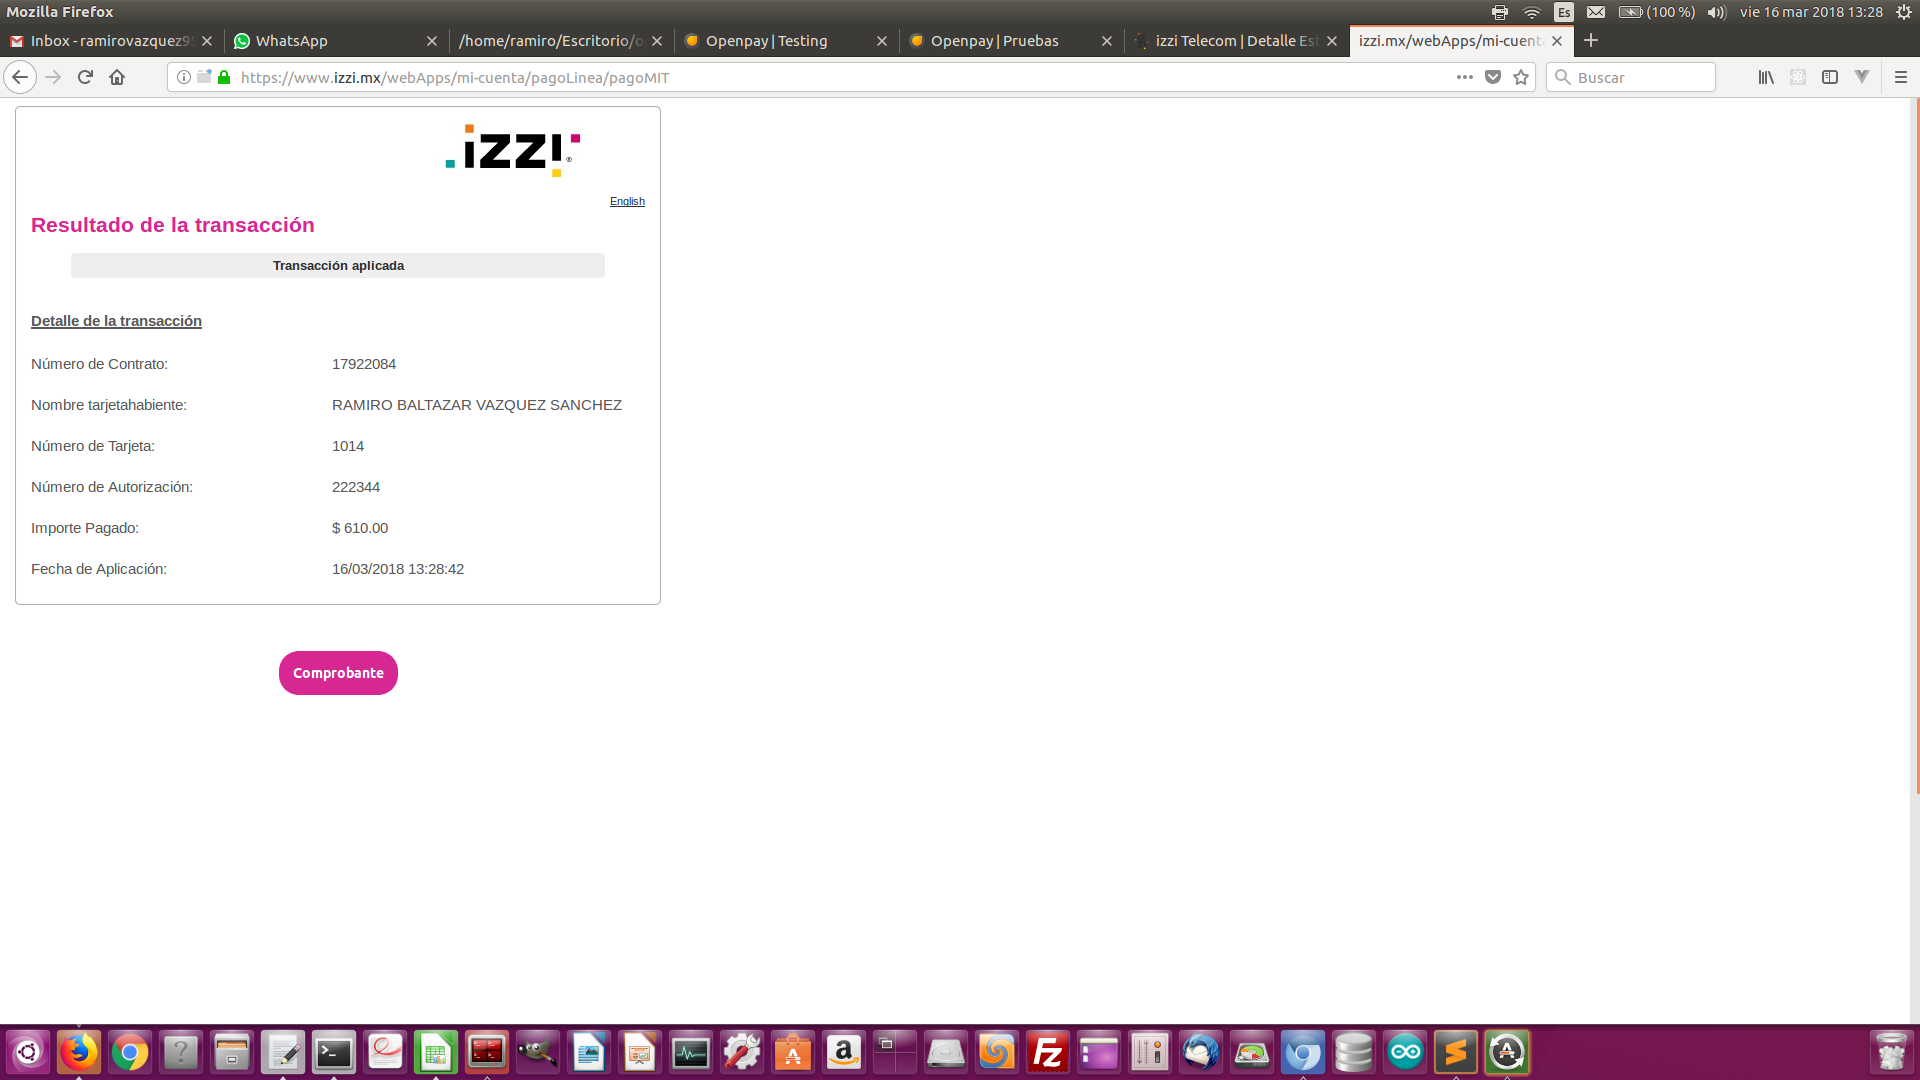 Mozilla Firefox
Es
(100 %)
vie 16 mar 2018 13:28
Inbox - ramirovazquez9
WhatsApp
/home/ramiro/Escritorio/o
Openpay | Testing
Openpay | Pruebas
izzi Telecom | Detalle Est
izzi.mx/webApps/mi-cuenta
https://www.izzi.mx/webApps/mi-cuenta/pagoLinea/pagoMIT
Buscar
izzi®
English
Resultado de la transacción
Transacción aplicada
Detalle de la transacción
Número de Contrato: 17922084
Nombre tarjetahabiente: RAMIRO BALTAZAR VAZQUEZ SANCHEZ
Número de Tarjeta: 1014
Número de Autorización: 222344
Importe Pagado: $ 610.00
Fecha de Aplicación: 16/03/2018 13:28:42
Comprobante